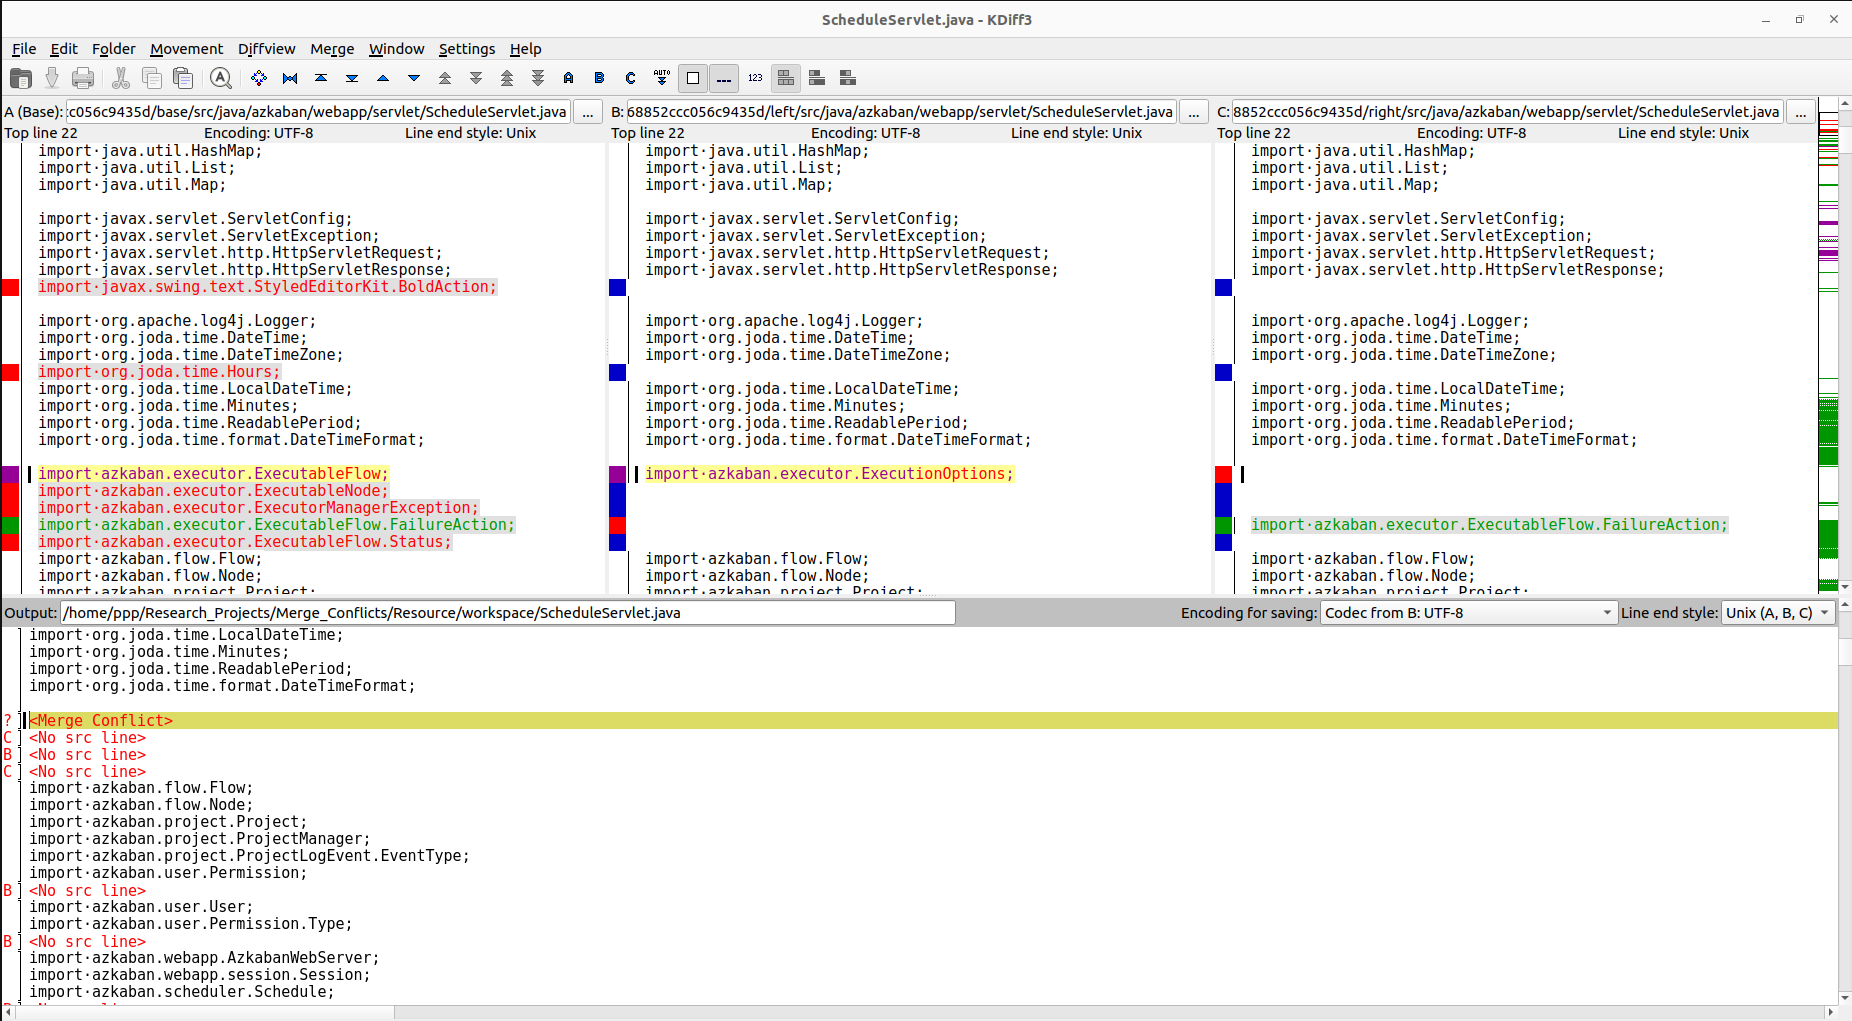 ScheduleServlet.java - KDiff3
File Edit Folder Movement Diffview Merge Window Settings Help
A B C AUTO 123
A (Base): :c056c9435d/base/src/java/azkaban/webapp/servlet/ScheduleServlet.java ...
Top line 22 Encoding: UTF-8 Line end style: Unix
import·java.util.HashMap;
import·java.util.List;
import·java.util.Map;
import·javax.servlet.ServletConfig;
import·javax.servlet.ServletException;
import·javax.servlet.http.HttpServletRequest;
import·javax.servlet.http.HttpServletResponse;
import·javax.swing.text.StyledEditorKit.BoldAction;
import·org.apache.log4j.Logger;
import·org.joda.time.DateTime;
import·org.joda.time.DateTimeZone;
import·org.joda.time.Hours;
import·org.joda.time.LocalDateTime;
import·org.joda.time.Minutes;
import·org.joda.time.ReadablePeriod;
import·org.joda.time.format.DateTimeFormat;
import·azkaban.executor.ExecutableFlow;
import·azkaban.executor.ExecutableNode;
import·azkaban.executor.ExecutorManagerException;
import·azkaban.executor.ExecutableFlow.FailureAction;
import·azkaban.executor.ExecutableFlow.Status;
import·azkaban.flow.Flow;
import·azkaban.flow.Node;
import·azkaban.project.Project;
B: 68852ccc056c9435d/left/src/java/azkaban/webapp/servlet/ScheduleServlet.java ...
Top line 22 Encoding: UTF-8 Line end style: Unix
import·java.util.HashMap;
import·java.util.List;
import·java.util.Map;
import·javax.servlet.ServletConfig;
import·javax.servlet.ServletException;
import·javax.servlet.http.HttpServletRequest;
import·javax.servlet.http.HttpServletResponse;
import·org.apache.log4j.Logger;
import·org.joda.time.DateTime;
import·org.joda.time.DateTimeZone;
import·org.joda.time.LocalDateTime;
import·org.joda.time.Minutes;
import·org.joda.time.ReadablePeriod;
import·org.joda.time.format.DateTimeFormat;
import·azkaban.executor.ExecutionOptions;
import·azkaban.flow.Flow;
import·azkaban.flow.Node;
import·azkaban.project.Project;
C: 8852ccc056c9435d/right/src/java/azkaban/webapp/servlet/ScheduleServlet.java ...
Top line 22 Encoding: UTF-8 Line end style: Unix
import·java.util.HashMap;
import·java.util.List;
import·java.util.Map;
import·javax.servlet.ServletConfig;
import·javax.servlet.ServletException;
import·javax.servlet.http.HttpServletRequest;
import·javax.servlet.http.HttpServletResponse;
import·org.apache.log4j.Logger;
import·org.joda.time.DateTime;
import·org.joda.time.DateTimeZone;
import·org.joda.time.LocalDateTime;
import·org.joda.time.Minutes;
import·org.joda.time.ReadablePeriod;
import·org.joda.time.format.DateTimeFormat;
import·azkaban.executor.ExecutableFlow.FailureAction;
import·azkaban.flow.Flow;
import·azkaban.flow.Node;
import·azkaban.project.Project;
Output: /home/ppp/Research_Projects/Merge_Conflicts/Resource/workspace/ScheduleServlet.java Encoding for saving: Codec from B: UTF-8 Line end style: Unix (A, B, C)
import·org.joda.time.LocalDateTime;
import·org.joda.time.Minutes;
import·org.joda.time.ReadablePeriod;
import·org.joda.time.format.DateTimeFormat;
? <Merge Conflict>
C <No src line>
B <No src line>
C <No src line>
import·azkaban.flow.Flow;
import·azkaban.flow.Node;
import·azkaban.project.Project;
import·azkaban.project.ProjectManager;
import·azkaban.project.ProjectLogEvent.EventType;
import·azkaban.user.Permission;
B <No src line>
import·azkaban.user.User;
import·azkaban.user.Permission.Type;
B <No src line>
import·azkaban.webapp.AzkabanWebServer;
import·azkaban.webapp.session.Session;
import·azkaban.scheduler.Schedule;